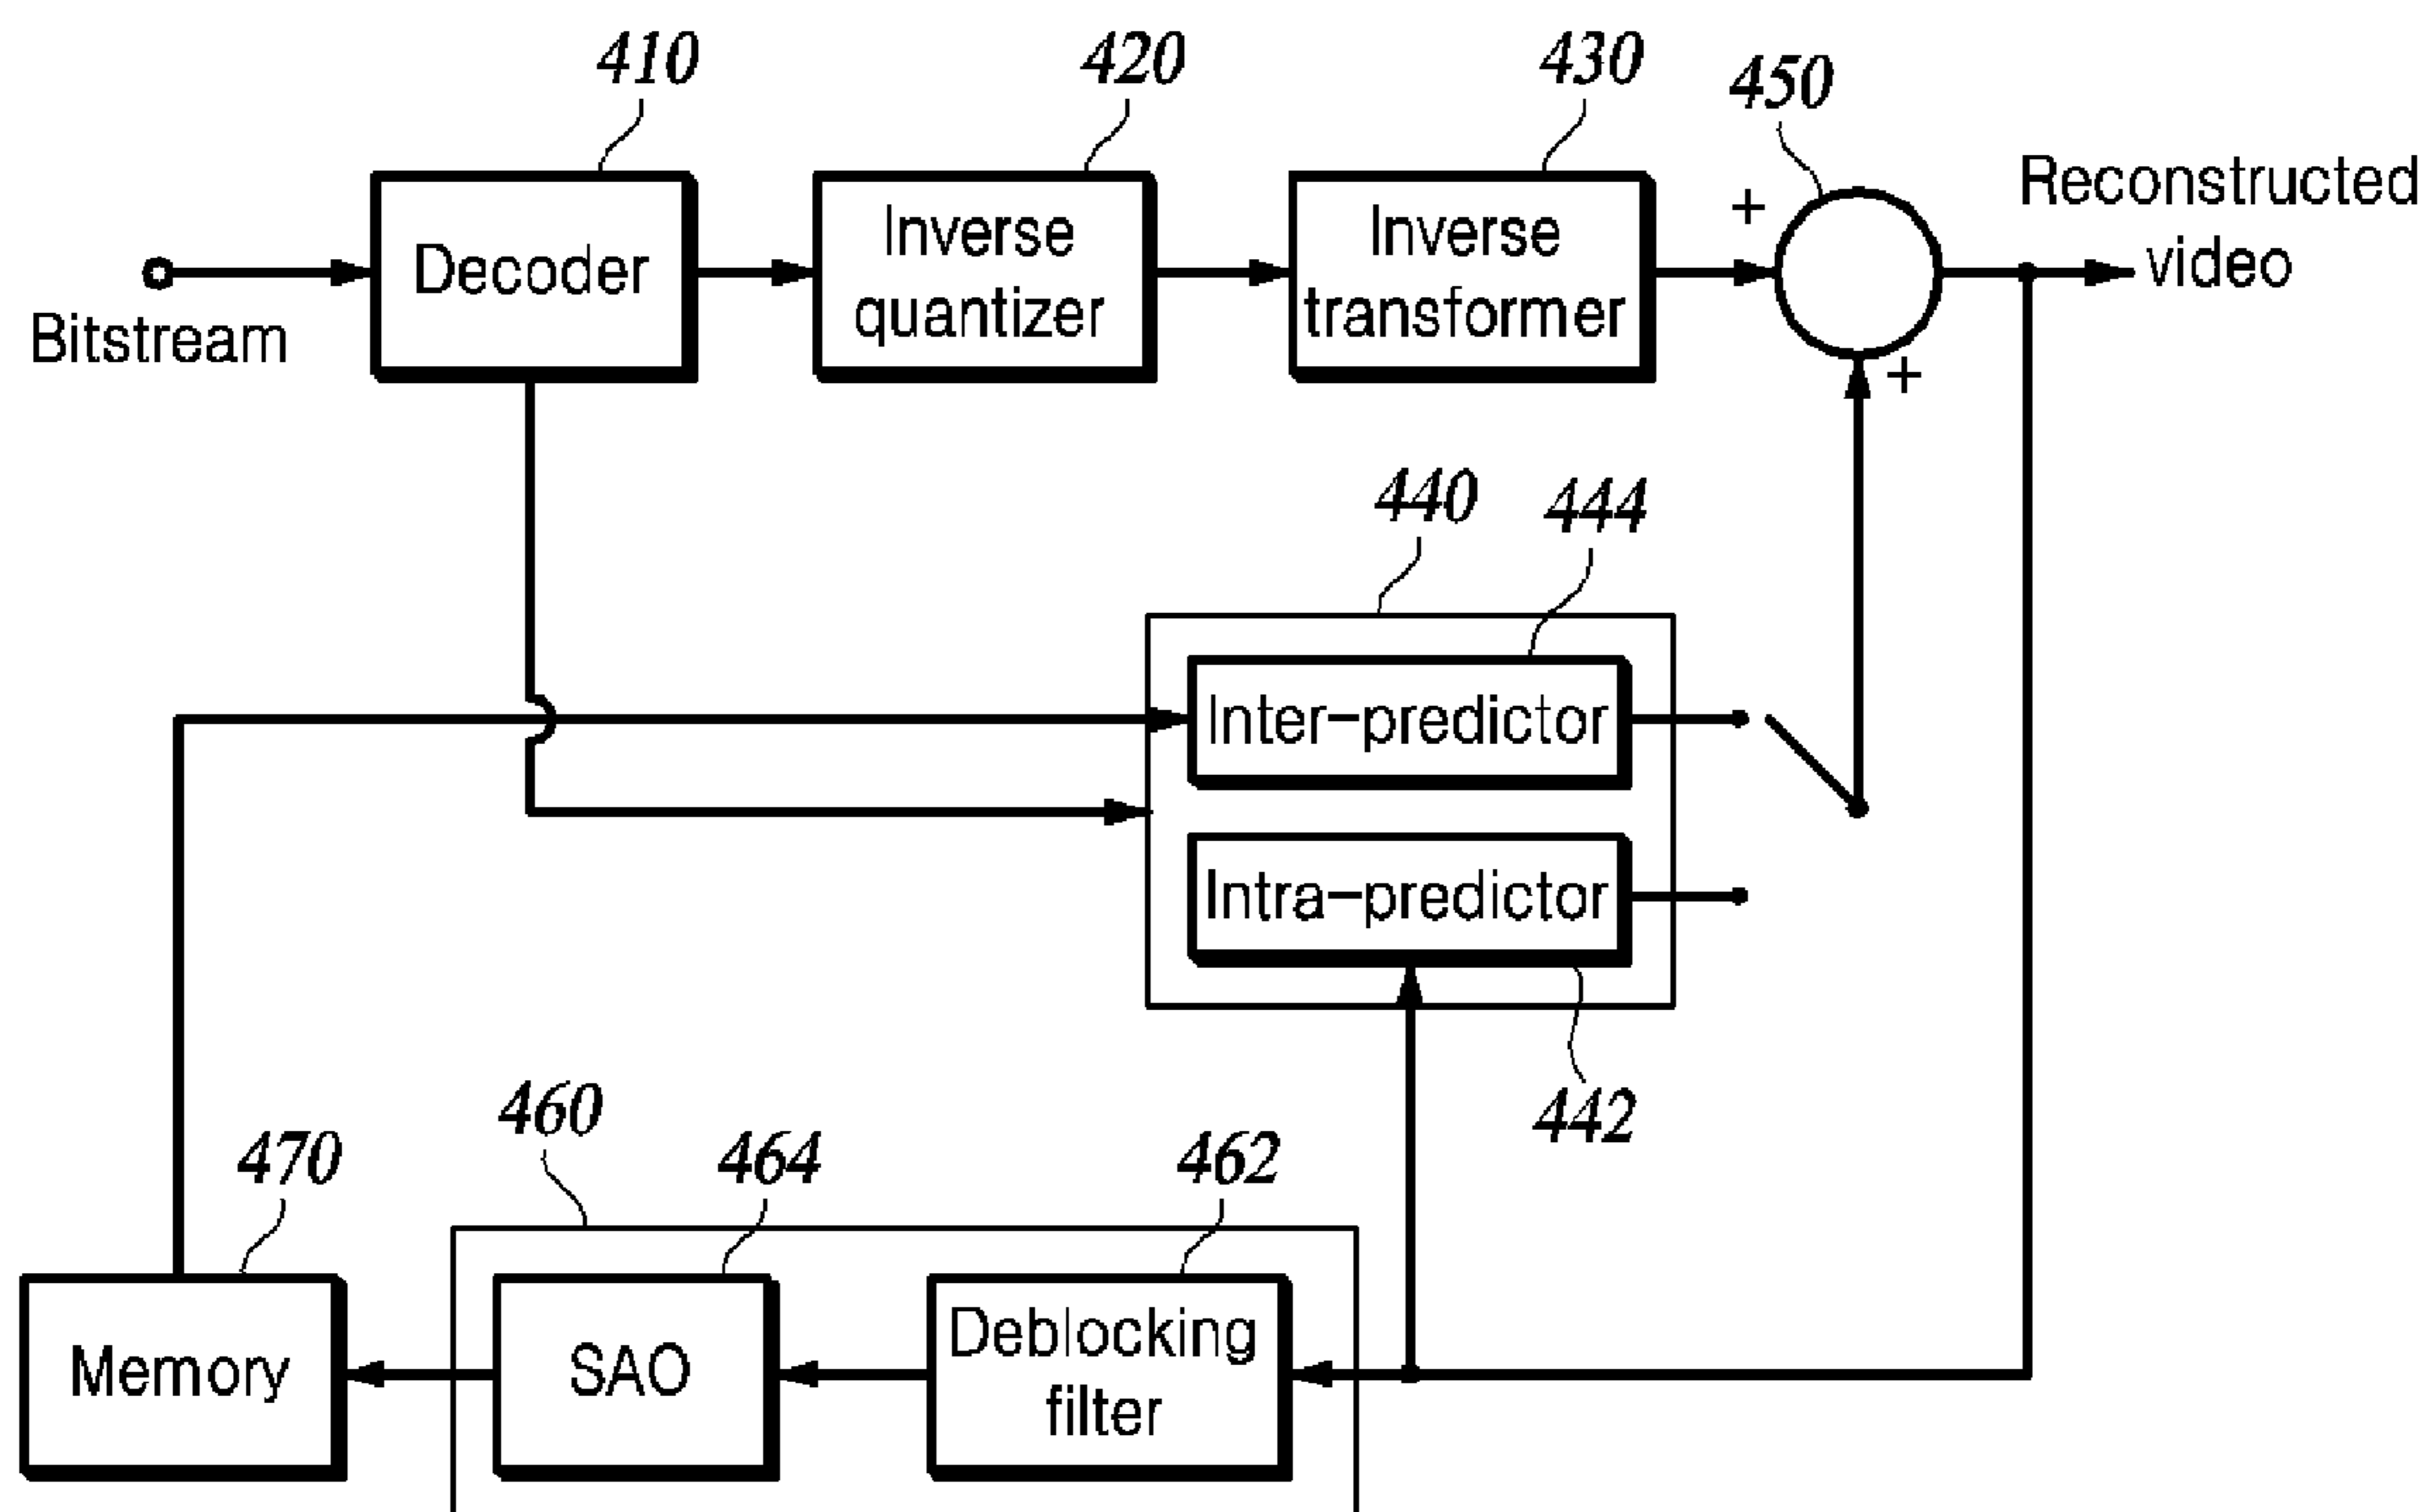 410
420
430
450
Reconstructed
video
+
Decoder
Inverse
quantizer
Inverse
transformer
Bitstream
+
440
444
Inter-predictor
Intra-predictor
442
460
470
464
462
Memory
SAO
Deblocking
filter